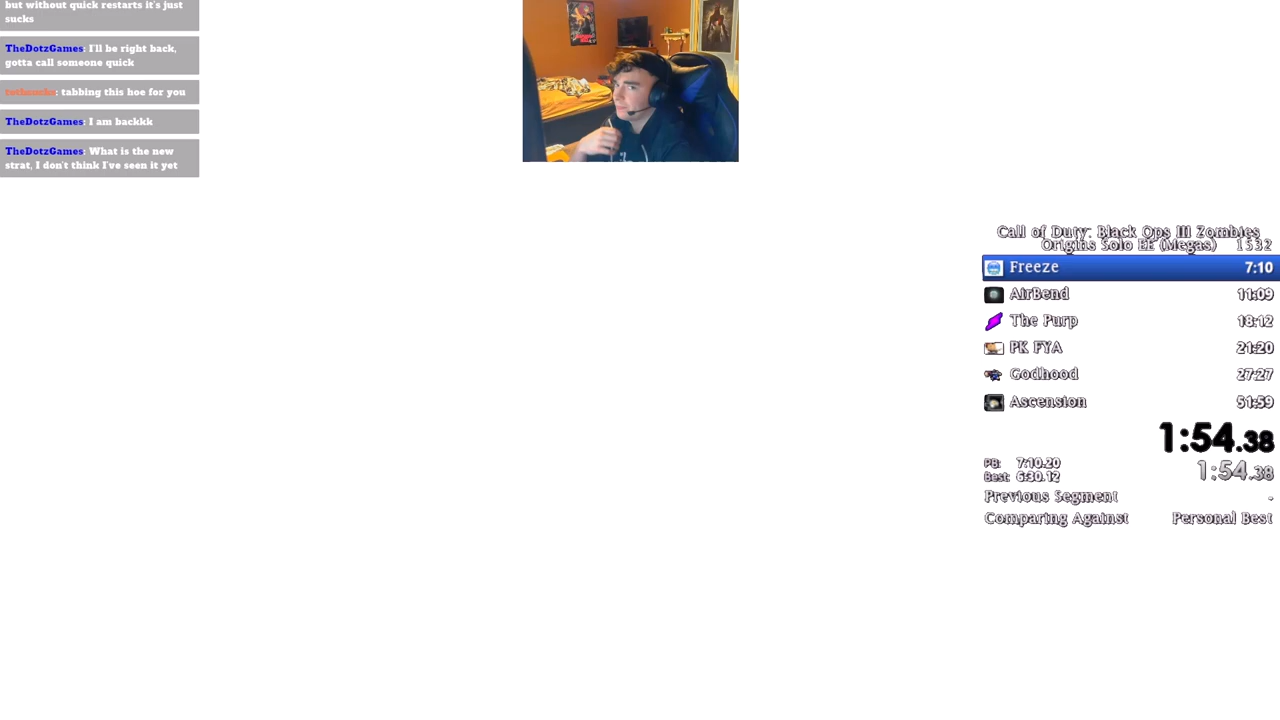 but without quick restarts it's just
sucks
TheDotzGames: I'll be right back,
gotta call someone quick
: tabbing this hoe for you
TheDotzGames: I am backkk
TheDotzGames: What is the new
strat, I don't think I've seen it yet
Call of Duty: Black Ops III Zombies
Origins Solo EE (Megas) 1532
Freeze 7:10
AirBend 11:09
The Purp 18:12
PK FYA 21:20
Godhood 27:27
Ascension 51:59
1:54.38
PB: 7:10.20 1:54.38
Best: 6:30.12
Previous Segment -
Comparing Against Personal Best